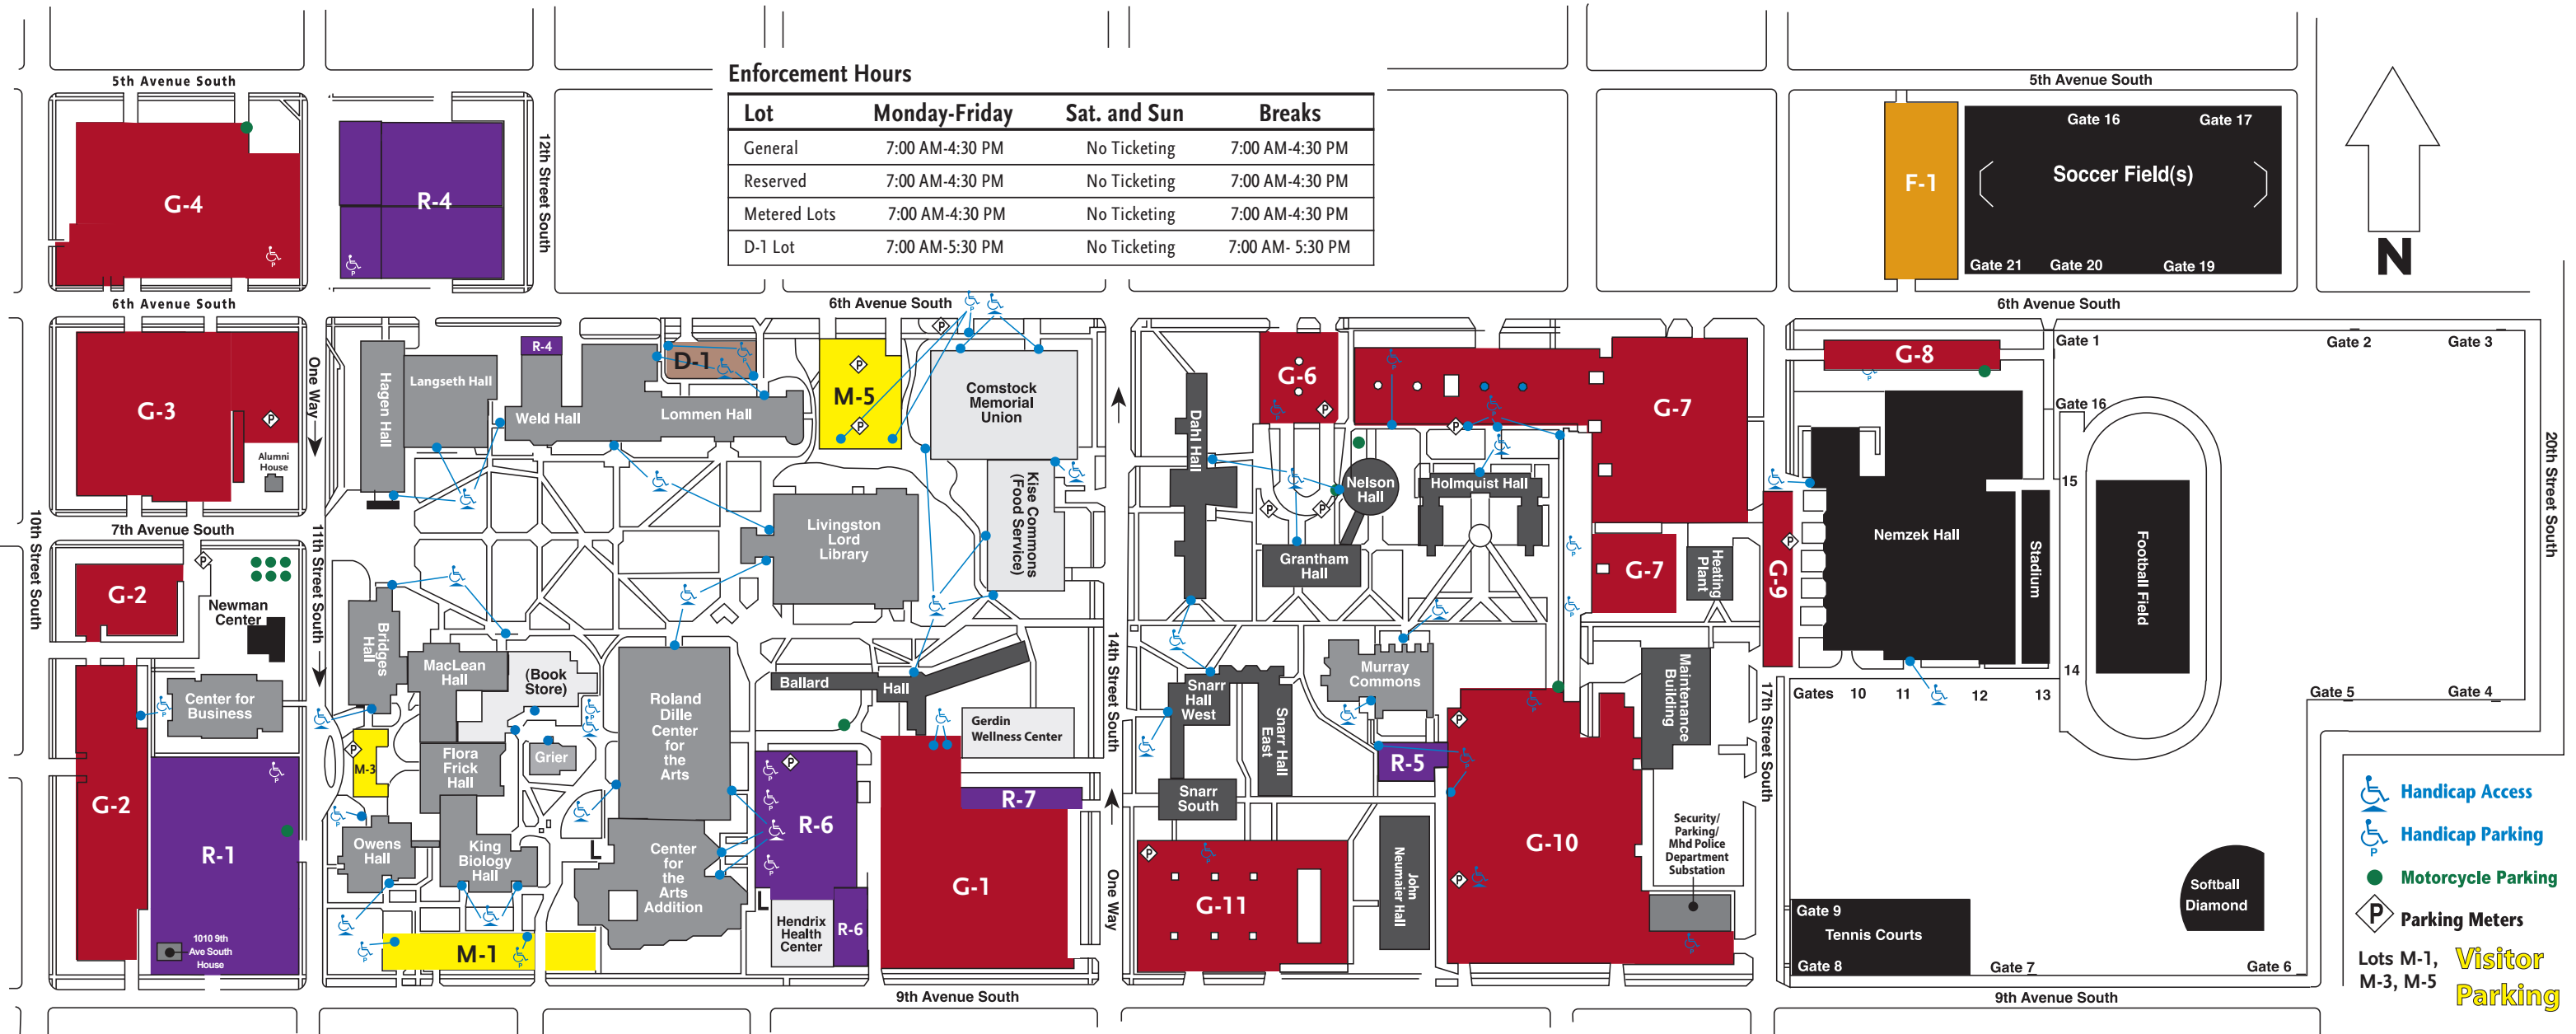 5th Avenue South
5th Avenue South
Enforcement Hours
Lot Monday-Friday Sat. and Sun Breaks
General 7:00 AM-4:30 PM No Ticketing 7:00 AM-4:30 PM
Reserved 7:00 AM-4:30 PM No Ticketing 7:00 AM-4:30 PM
Metered Lots 7:00 AM-4:30 PM No Ticketing 7:00 AM-4:30 PM
D-1 Lot 7:00 AM-5:30 PM No Ticketing 7:00 AM- 5:30 PM
G-4
R-4
12th Street South
F-1
Gate 16
Gate 17
Soccer Field(s)
Gate 21
Gate 20
Gate 19
N
6th Avenue South
6th Avenue South
6th Avenue South
G-3
P
Alumni
House
One Way
Hagen Hall
Langseth Hall
R-4
Weld Hall
D-1
Lommen Hall
P
M-5
P
P
Comstock
Memorial
Union
Kise Commons
(Food Service)
Livingston
Lord
Library
Dahl Hall
G-6
P
G-7
P
Nelson
Hall
P
P
Holmquist Hall
Grantham
Hall
G-7
Heating
Plant
G-8
G-9
P
Nemzek Hall
Stadium
Football Field
Gate 1
Gate 2
Gate 3
Gate 16
15
14
20th Street South
7th Avenue South
10th Street South
11th Street South
G-2
P
Newman
Center
Center for
Business
G-2
R-1
1010 9th
Ave South
House
Bridges
Hall
MacLean
Hall
(Book
Store)
P
M-3
Flora
Frick
Hall
Grier
Owens
Hall
King
Biology
Hall
M-1
Roland
Dille
Center
for
the
Arts
Center
for
the
Arts
Addition
L
L
Ballard
Hall
Gerdin
Wellness Center
P
R-6
R-7
G-1
Hendrix
Health
Center
R-6
9th Avenue South
14th Street South
One Way
Snarr
Hall
West
Snarr Hall
East
Snarr
South
P
G-11
John
Neumaier Hall
Murray
Commons
R-5
P
G-10
P
Maintenance
Building
Security/
Parking/
Mhd Police
Department
Substation
17th Street South
Gates 10 11 12 13
Gate 5
Gate 4
Gate 9
Tennis Courts
Gate 8
Gate 7
Gate 6
Softball
Diamond
9th Avenue South
Handicap Access
P Handicap Parking
Motorcycle Parking
P Parking Meters
Lots M-1,
M-3, M-5
Visitor
Parking